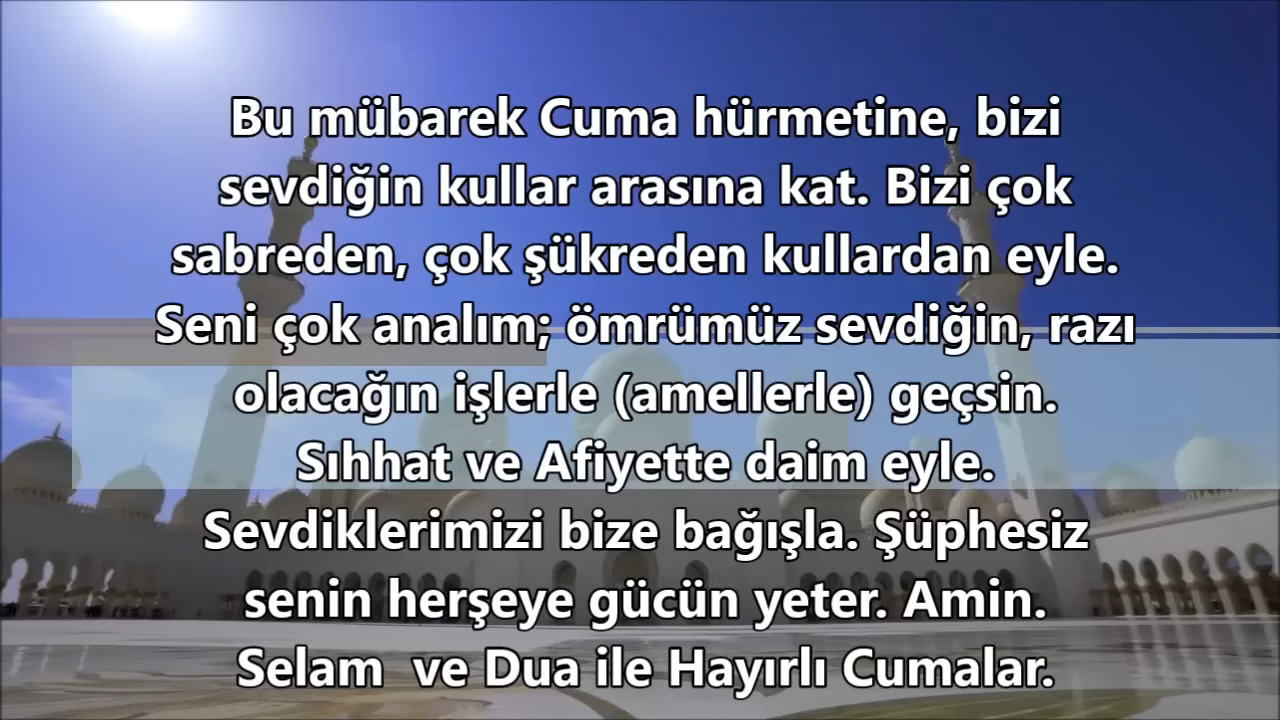 Bu mübarek Cuma hürmetine, bizi
sevdiğin kullar arasına kat. Bizi çok
sabreden, çok şükreden kullardan eyle.
Seni çok analım; ömrümüz sevdiğin, razı
olacağın işlerle (amellerle) geçsin.
Sıhhat ve Afiyette daim eyle.
Sevdiklerimizi bize bağışla. Şüphesiz
senin herşeye gücün yeter. Amin.
Selam  ve Dua ile Hayırlı Cumalar.